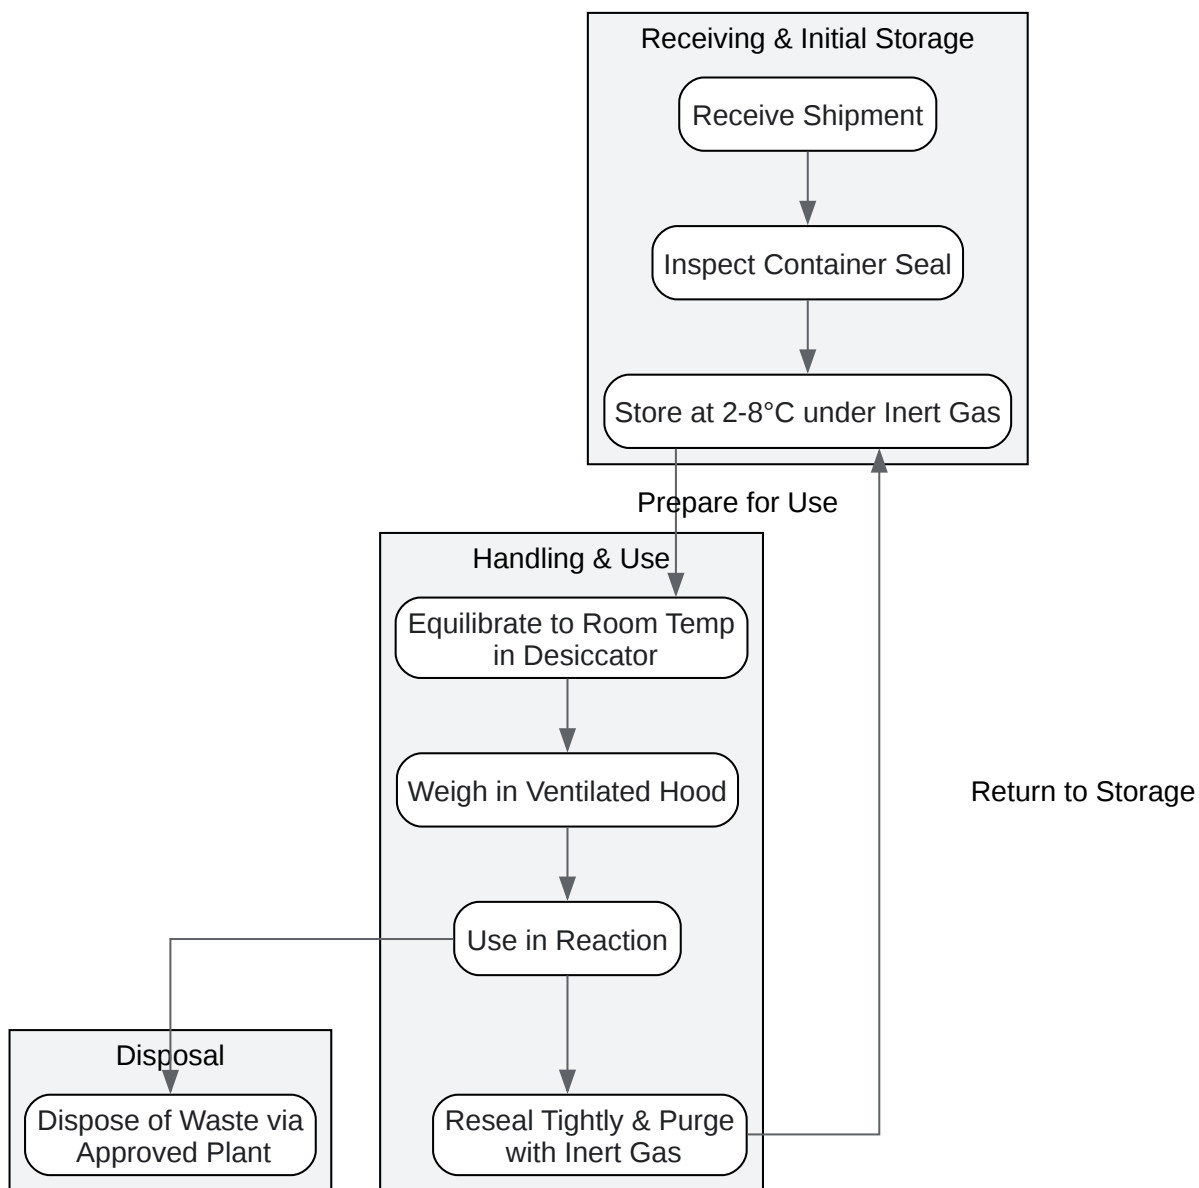 Receiving & Initial Storage
Receive Shipment
Inspect Container Seal
Store at 2-8°C under Inert Gas
Prepare for Use
Handling & Use
Equilibrate to Room Temp
in Desiccator
Weigh in Ventilated Hood
Return to Storage
Use in Reaction
Disposal
Dispose of Waste via
Approved Plant
Reseal Tightly & Purge
with Inert Gas